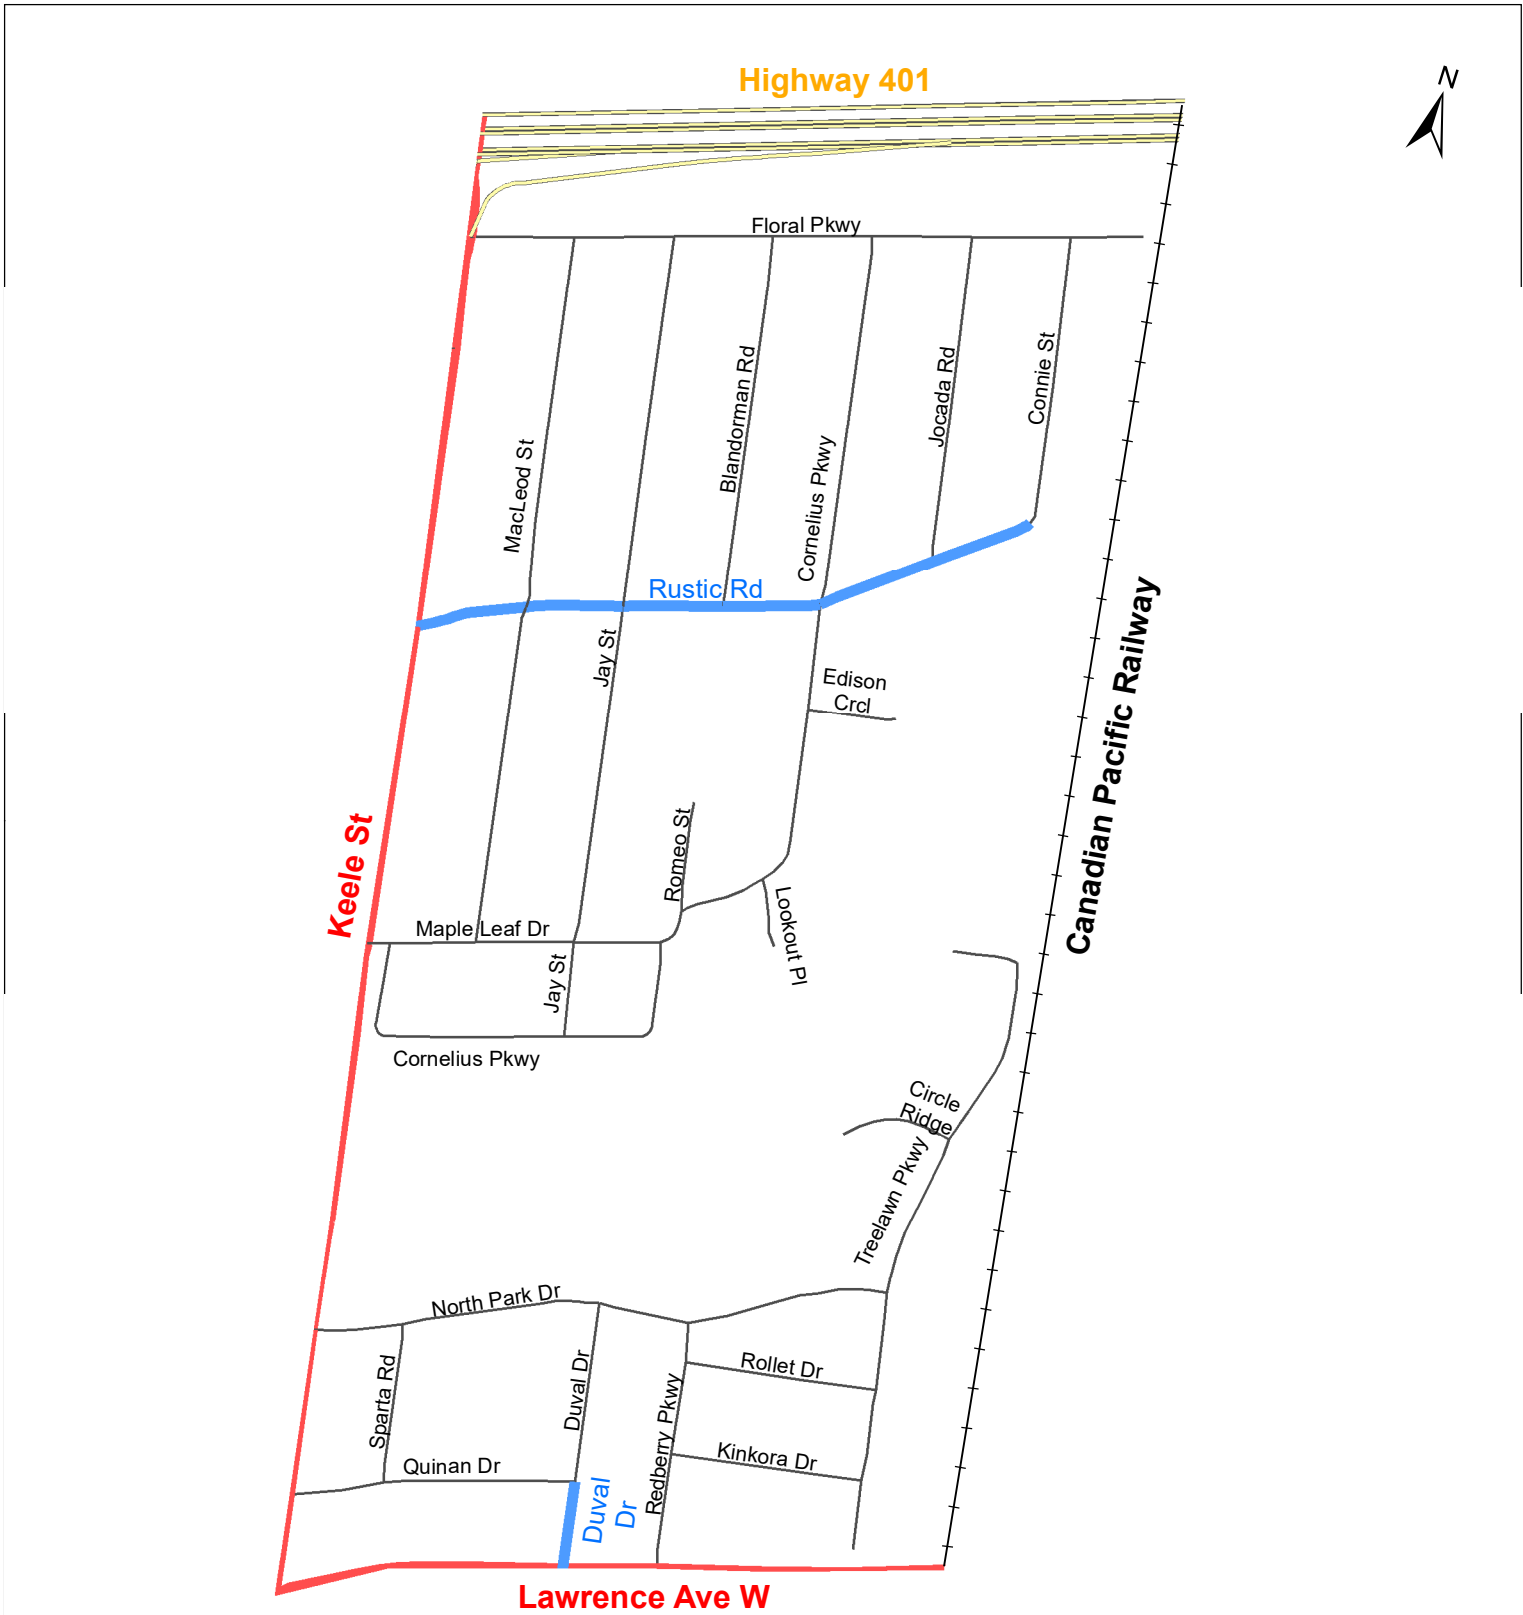 Highway 401
N
Floral Pkwy
MacLeod St
Blandorman Rd
Cornelius Pkwy
Jocada Rd
Connie St
Rustic Rd
Jay St
Edison
Crcl
Canadian Pacific Railway
Keele St
Romeo St
Lookout Pl
Maple Leaf Dr
Jay St
Cornelius Pkwy
Circle
Ridge
Treelawn Pkwy
North Park Dr
Sparta Rd
Duval Dr
Redberry Pkwy
Rollet Dr
Quinan Dr
Kinkora Dr
Duval
Dr
Lawrence Ave W